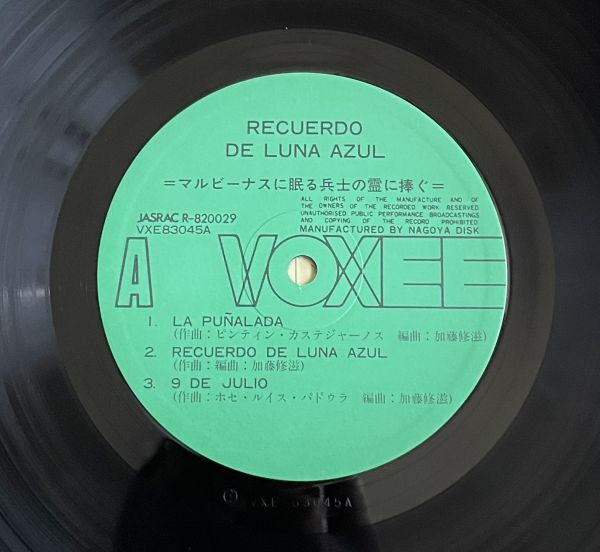 RECUERDO
DE LUNA AZUL
=マルビーナスに眠る兵士の霊に捧ぐ=
ALL RIGHTS OF THE MANUFACTURE AND OF
THE OWNERS OF THE RECORDED WORK RESERVED
UNAUTHORISED PUBLIC PERFORMANCE BROADCASTINGS
AND COPYING OF THE RECORD PROHIBITED
JASRAC R-820029
VXE83045A
MANUFACTURED BY NAGOYA DISK
A VOXEE
1. LA PUÑALADA
(作曲:ピンティン・カステジャーノス 編曲:加藤修滋)
2. RECUERDO DE LUNA AZUL
(作曲:編曲:加藤修滋)
3. 9 DE JULIO
(作曲:ホセ・ルイス・パドゥラ 編曲:加藤修滋)
Ⓟ VXE 83045A